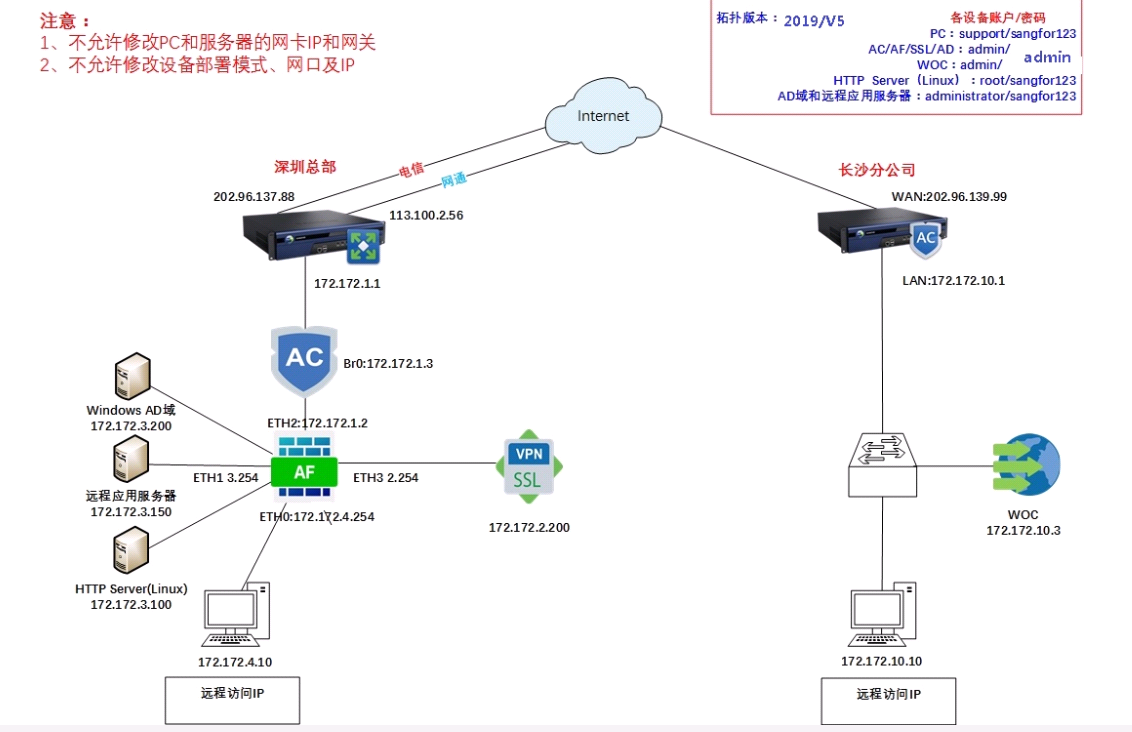 注意：
1、不允许修改PC和服务器的网卡IP和网关
2、不允许修改设备部署模式、网口及IP
拓扑版本：2019/V5
各设备账户/密码
PC：support/sangfor123
AC/AF/SSL/AD：admin/
WOC：admin/
admin
HTTP Server（Linux）：root/sangfor123
AD域和远程应用服务器：administrator/sangfor123
Internet
深圳总部
电信
网通
长沙分公司
202.96.137.88
113.100.2.56
WAN:202.96.139.99
AC
172.172.1.1
LAN:172.172.10.1
AC
Br0:172.172.1.3
Windows AD域
172.172.3.200
ETH2:172.172.1.2
AF
ETH1 3.254
ETH3 2.254
VPN
SSL
远程应用服务器
172.172.3.150
ETH0:172.172.4.254
172.172.2.200
WOC
172.172.10.3
HTTP Server(Linux)
172.172.3.100
172.172.4.10
172.172.10.10
远程访问IP
远程访问IP